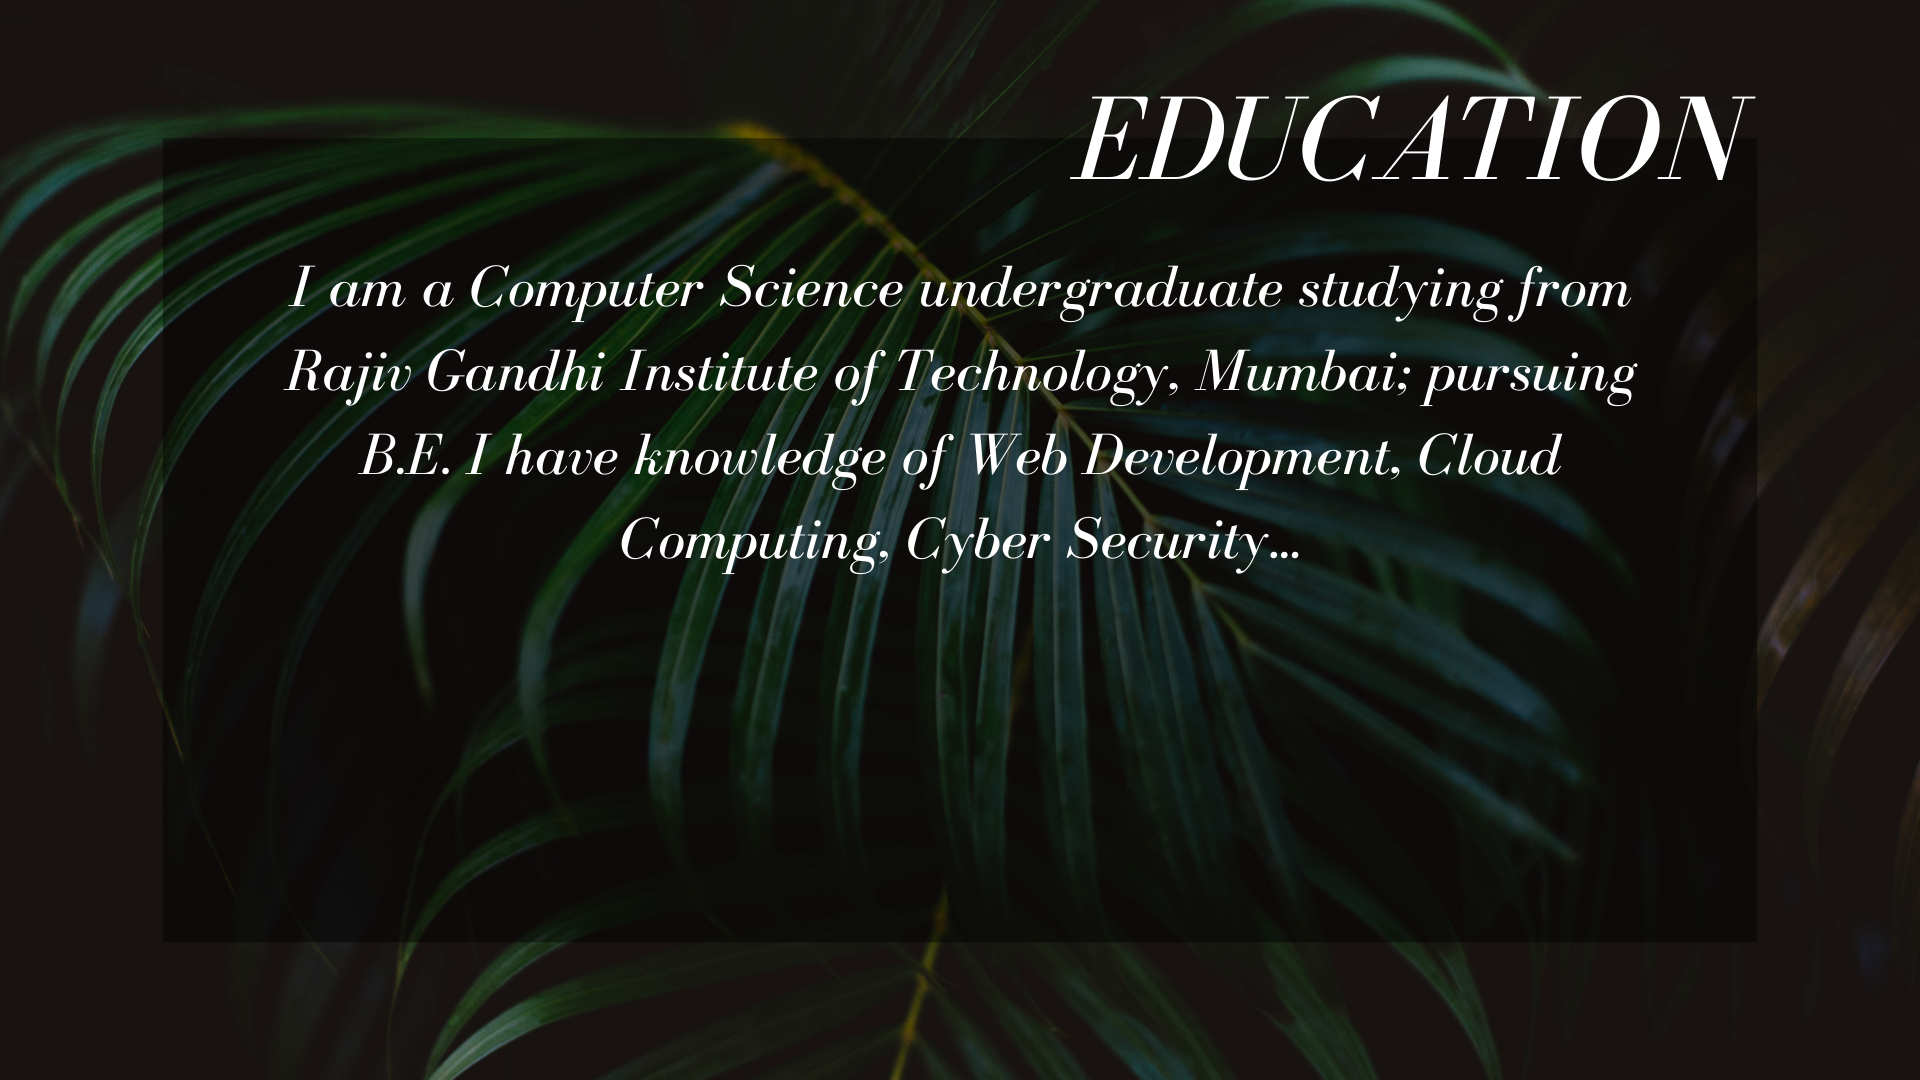 EDUCATION
I am a Computer Science undergraduate studying from
Rajiv Gandhi Institute of Technology, Mumbai; pursuing
B.E. I have knowledge of Web Development, Cloud
Computing, Cyber Security...